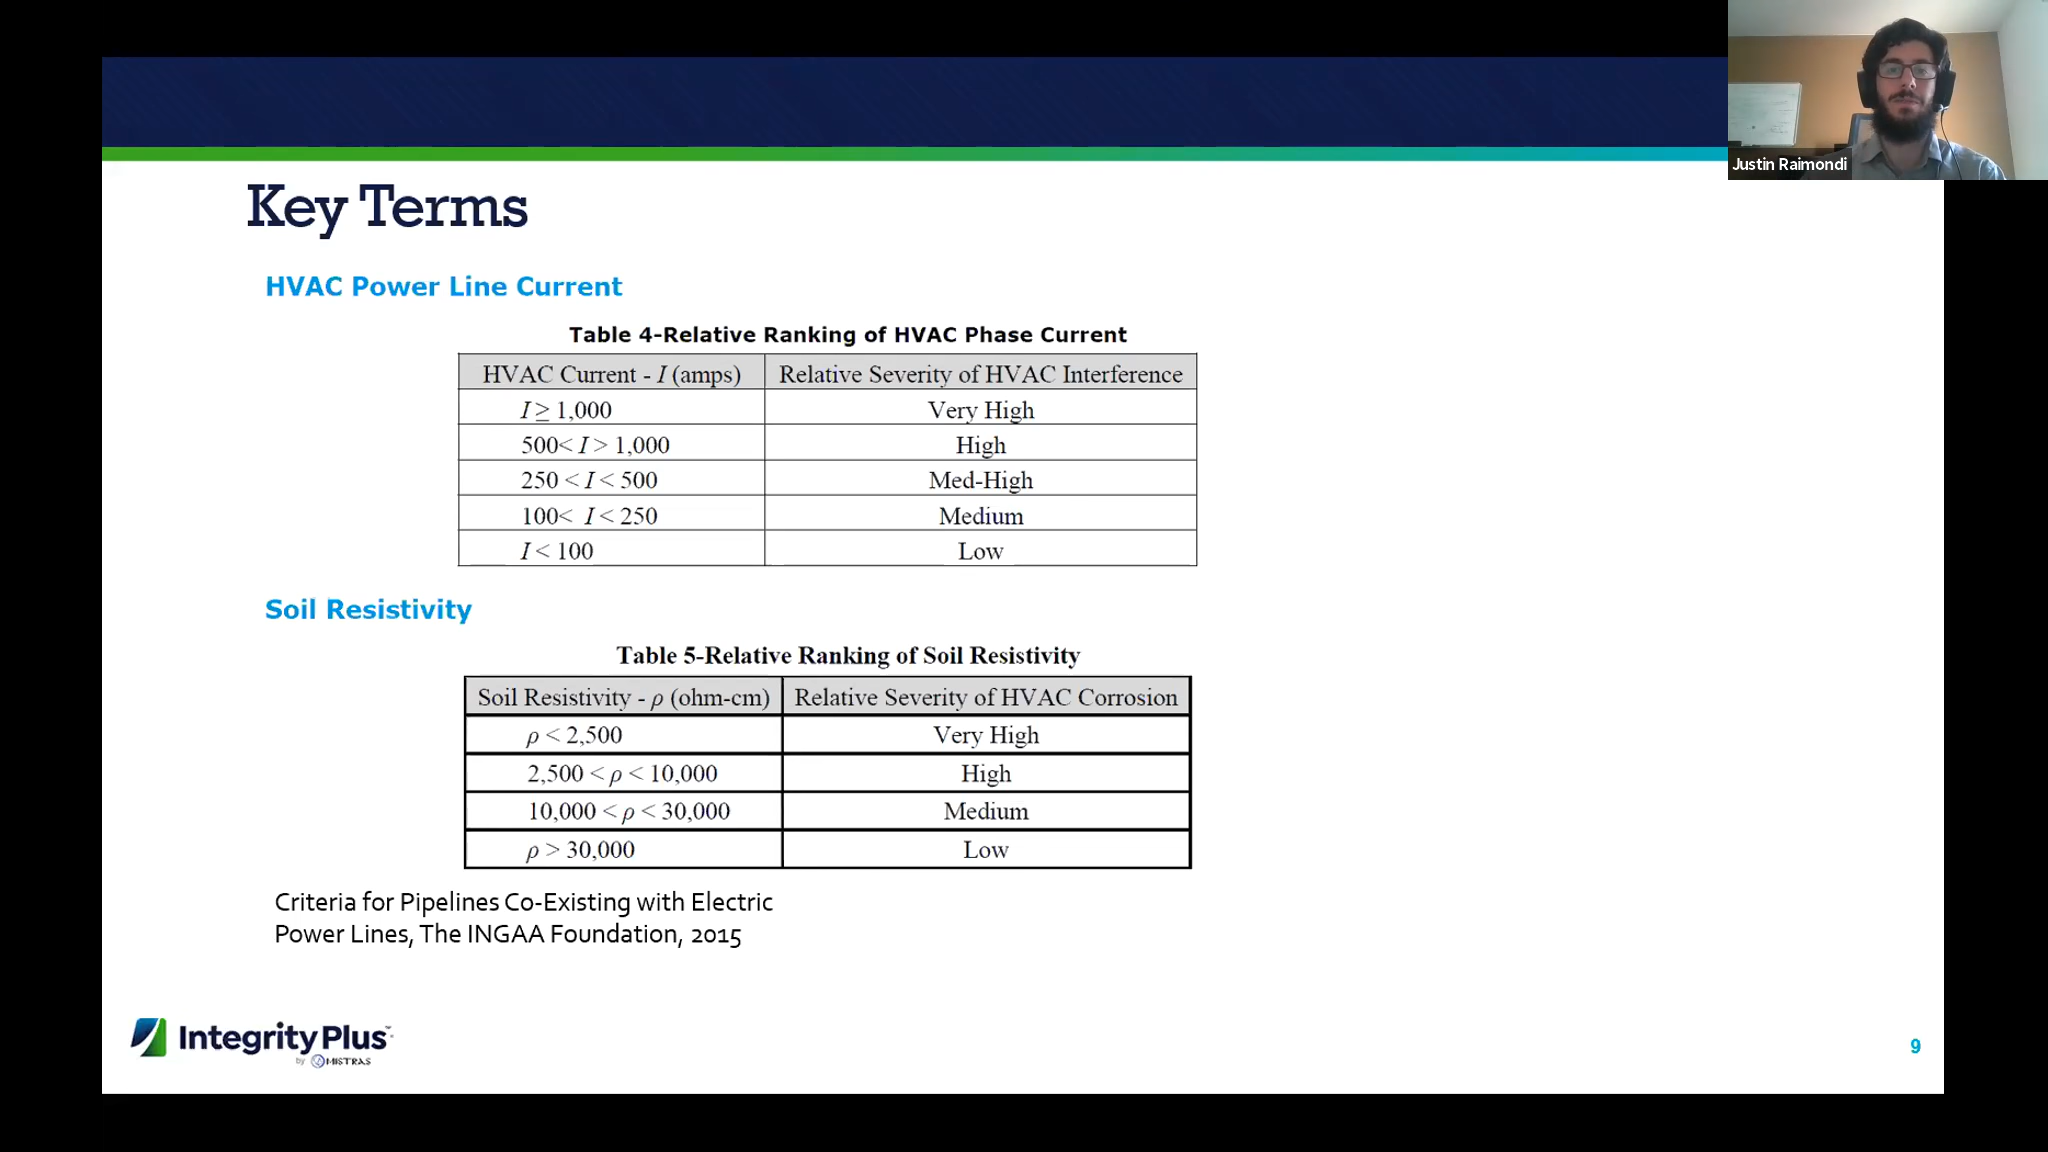 Justin Raimondi
Key Terms
HVAC Power Line Current
Table 4-Relative Ranking of HVAC Phase Current
HVAC Current - I (amps) Relative Severity of HVAC Interference
I ≥ 1,000 Very High
500< I > 1,000 High
250 < I < 500 Med-High
100< I < 250 Medium
I < 100 Low
Soil Resistivity
Table 5-Relative Ranking of Soil Resistivity
Soil Resistivity - ρ (ohm-cm) Relative Severity of HVAC Corrosion
ρ < 2,500 Very High
2,500 < ρ < 10,000 High
10,000 < ρ < 30,000 Medium
ρ > 30,000 Low
Criteria for Pipelines Co-Existing with Electric
Power Lines, The INGAA Foundation, 2015
Integrity Plus™
by MISTRAS
9